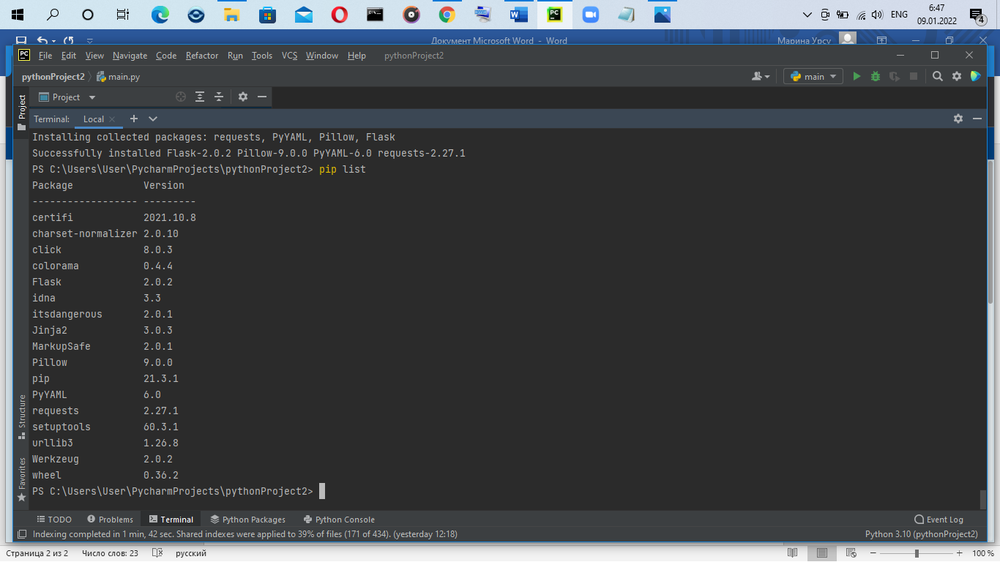 ENG
6:47
09.01.2022
4
Документ Microsoft Word - Word
Марина Урсу
PC
File Edit View Navigate Code Refactor Run Tools VCS Window Help pythonProject2
pythonProject2 main.py
main
Project
Project
Terminal: Local
Installing collected packages: requests, PyYAML, Pillow, Flask
Successfully installed Flask-2.0.2 Pillow-9.0.0 PyYAML-6.0 requests-2.27.1
PS C:\Users\User\PycharmProjects\pythonProject2> pip list
Package Version
------------------ ---------
certifi 2021.10.8
charset-normalizer 2.0.10
click 8.0.3
colorama 0.4.4
Flask 2.0.2
idna 3.3
itsdangerous 2.0.1
Jinja2 3.0.3
MarkupSafe 2.0.1
Pillow 9.0.0
pip 21.3.1
PyYAML 6.0
requests 2.27.1
setuptools 60.3.1
urllib3 1.26.8
Werkzeug 2.0.2
wheel 0.36.2
PS C:\Users\User\PycharmProjects\pythonProject2>
Structure
Favorites
TODO Problems Terminal Python Packages Python Console Event Log
Indexing completed in 1 min, 42 sec. Shared indexes were applied to 39% of files (171 of 434). (yesterday 12:18) Python 3.10 (pythonProject2)
Страница 2 из 2 Число слов: 23 русский 100 %